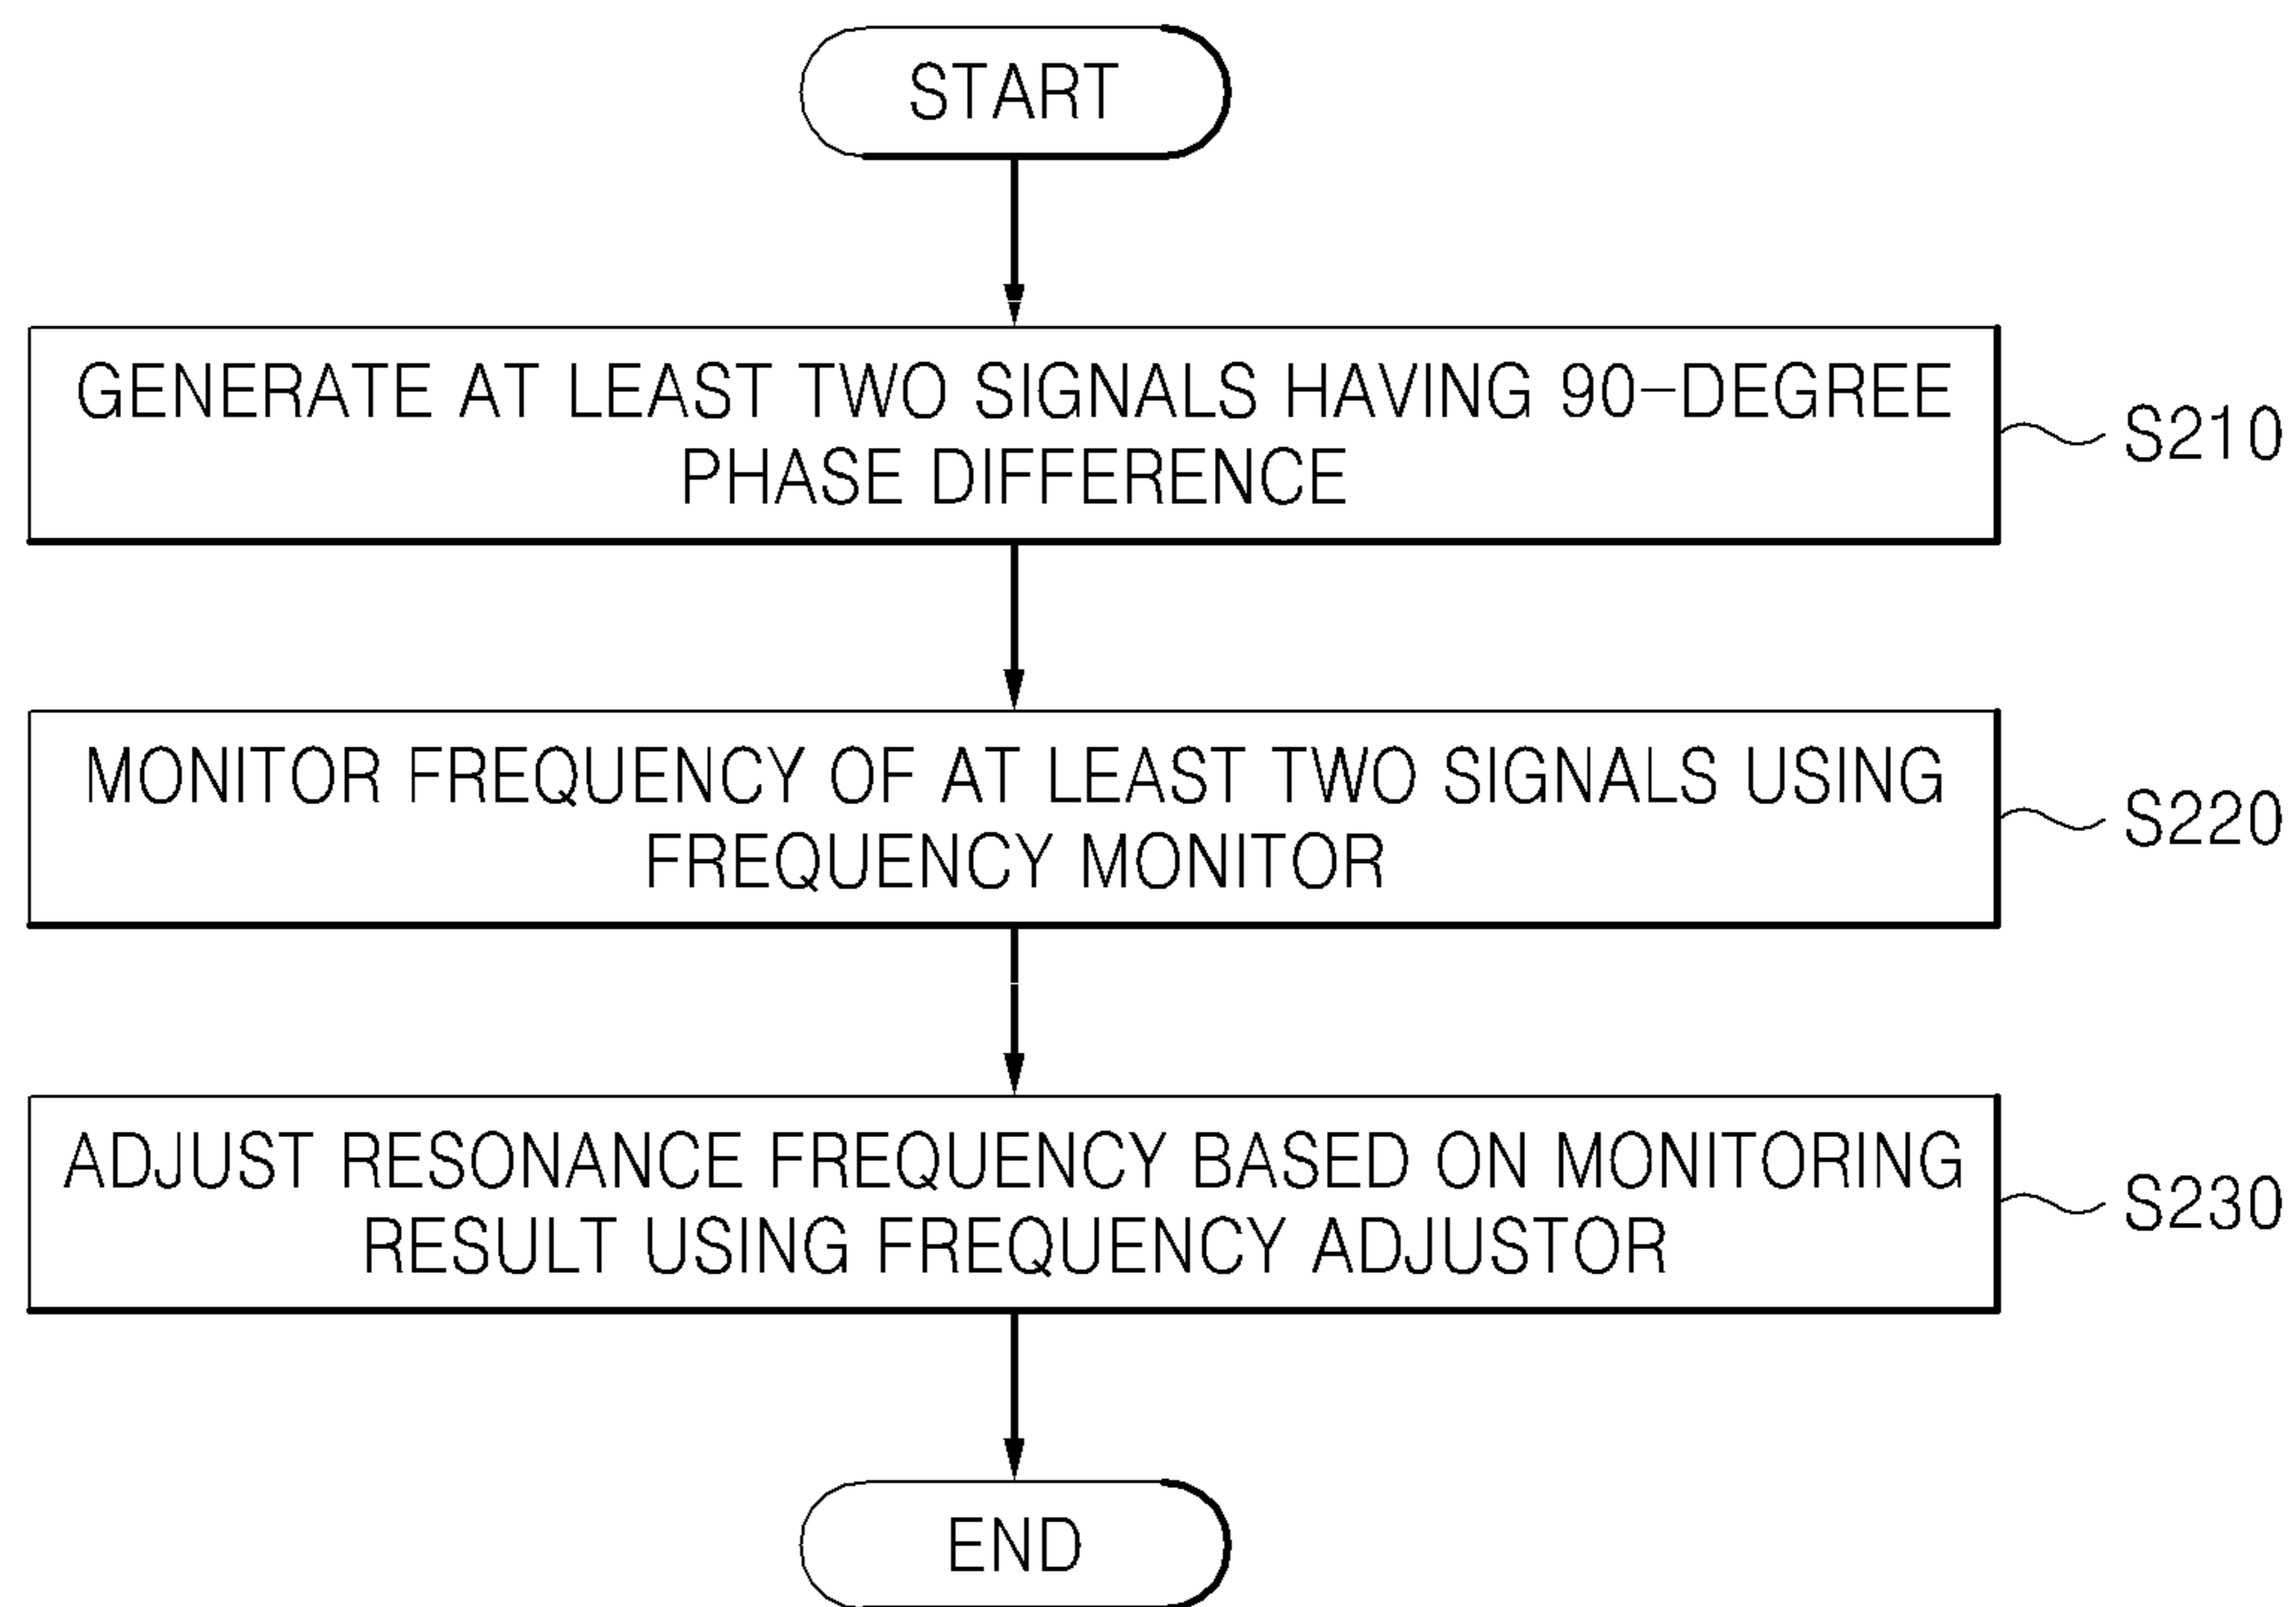 START
GENERATE AT LEAST TWO SIGNALS HAVING 90-DEGREE
PHASE DIFFERENCE
S210
MONITOR FREQUENCY OF AT LEAST TWO SIGNALS USING
FREQUENCY MONITOR
S220
ADJUST RESONANCE FREQUENCY BASED ON MONITORING
RESULT USING FREQUENCY ADJUSTOR
S230
END